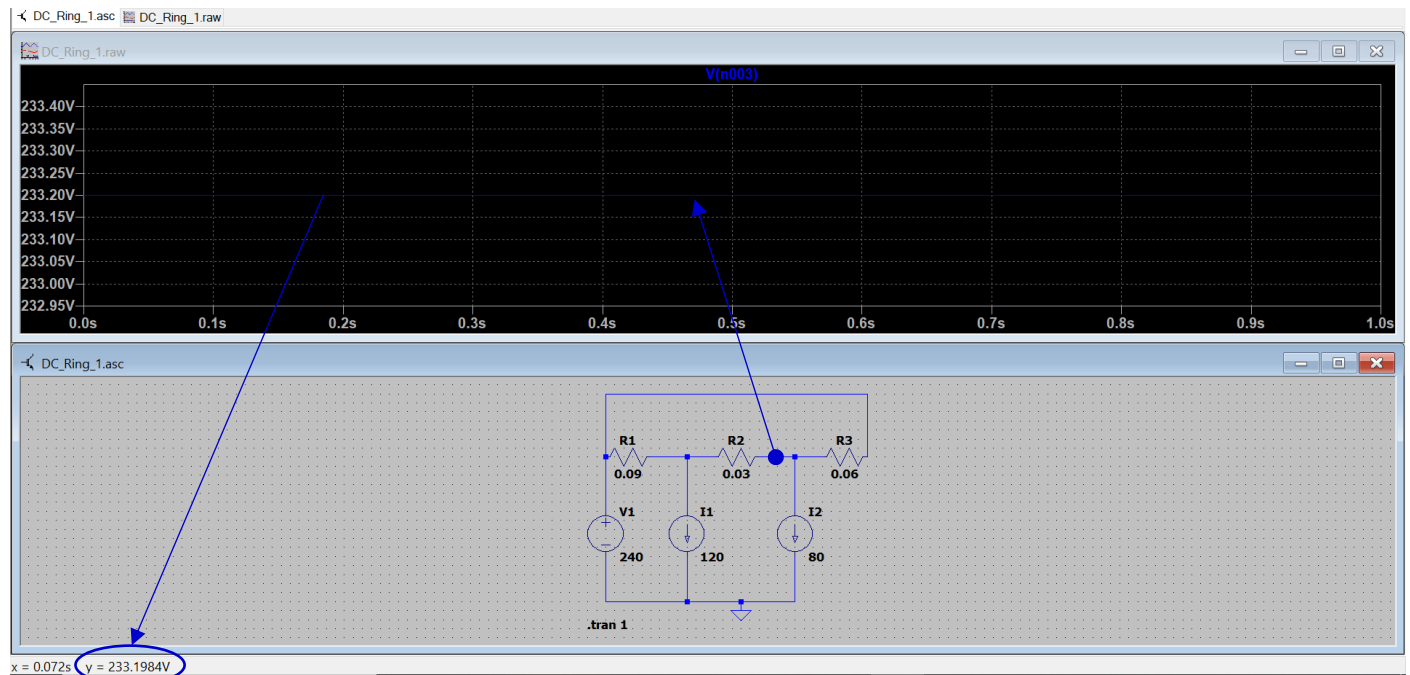 DC_Ring_1.asc DC_Ring_1.raw
DC_Ring_1.raw
V(n003)
233.40V
233.35V
233.30V
233.25V
233.20V
233.15V
233.10V
233.05V
233.00V
232.95V
0.0s 0.1s 0.2s 0.3s 0.4s 0.5s 0.6s 0.7s 0.8s 0.9s 1.0s
DC_Ring_1.asc
R1 R2 R3
0.09 0.03 0.06
V1 I1 I2
240 120 80
.tran 1
x = 0.072s y = 233.1984V